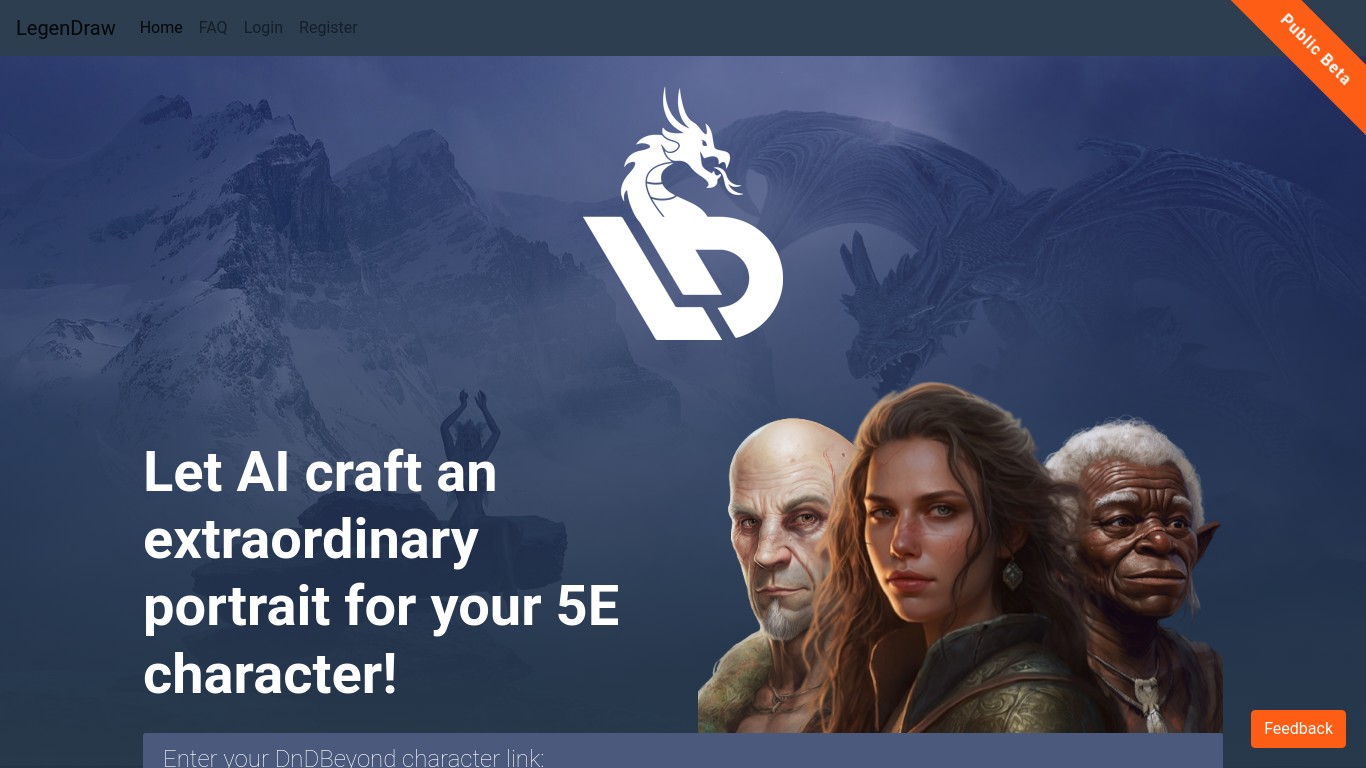 LegenDraw Home FAQ Login Register
Public Beta
LD
Let AI craft an
extraordinary
portrait for your 5E
character!
Feedback
Enter your DnDBeyond character link: